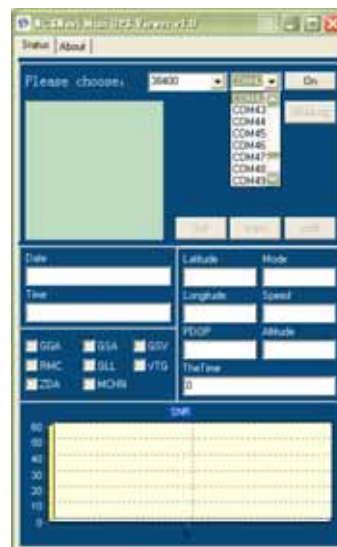 Status About
Please choose: 38400 On
COM43
COM44
COM45
COM46
COM47
COM48
COM49
Date
Time
Latitude Mode
Longitude Speed
PDOP Altitude
TheTime
0
GGA GSA GSV
RMC GLL VTG
ZDA MCHN
SNR
60
50
40
30
20
10
0